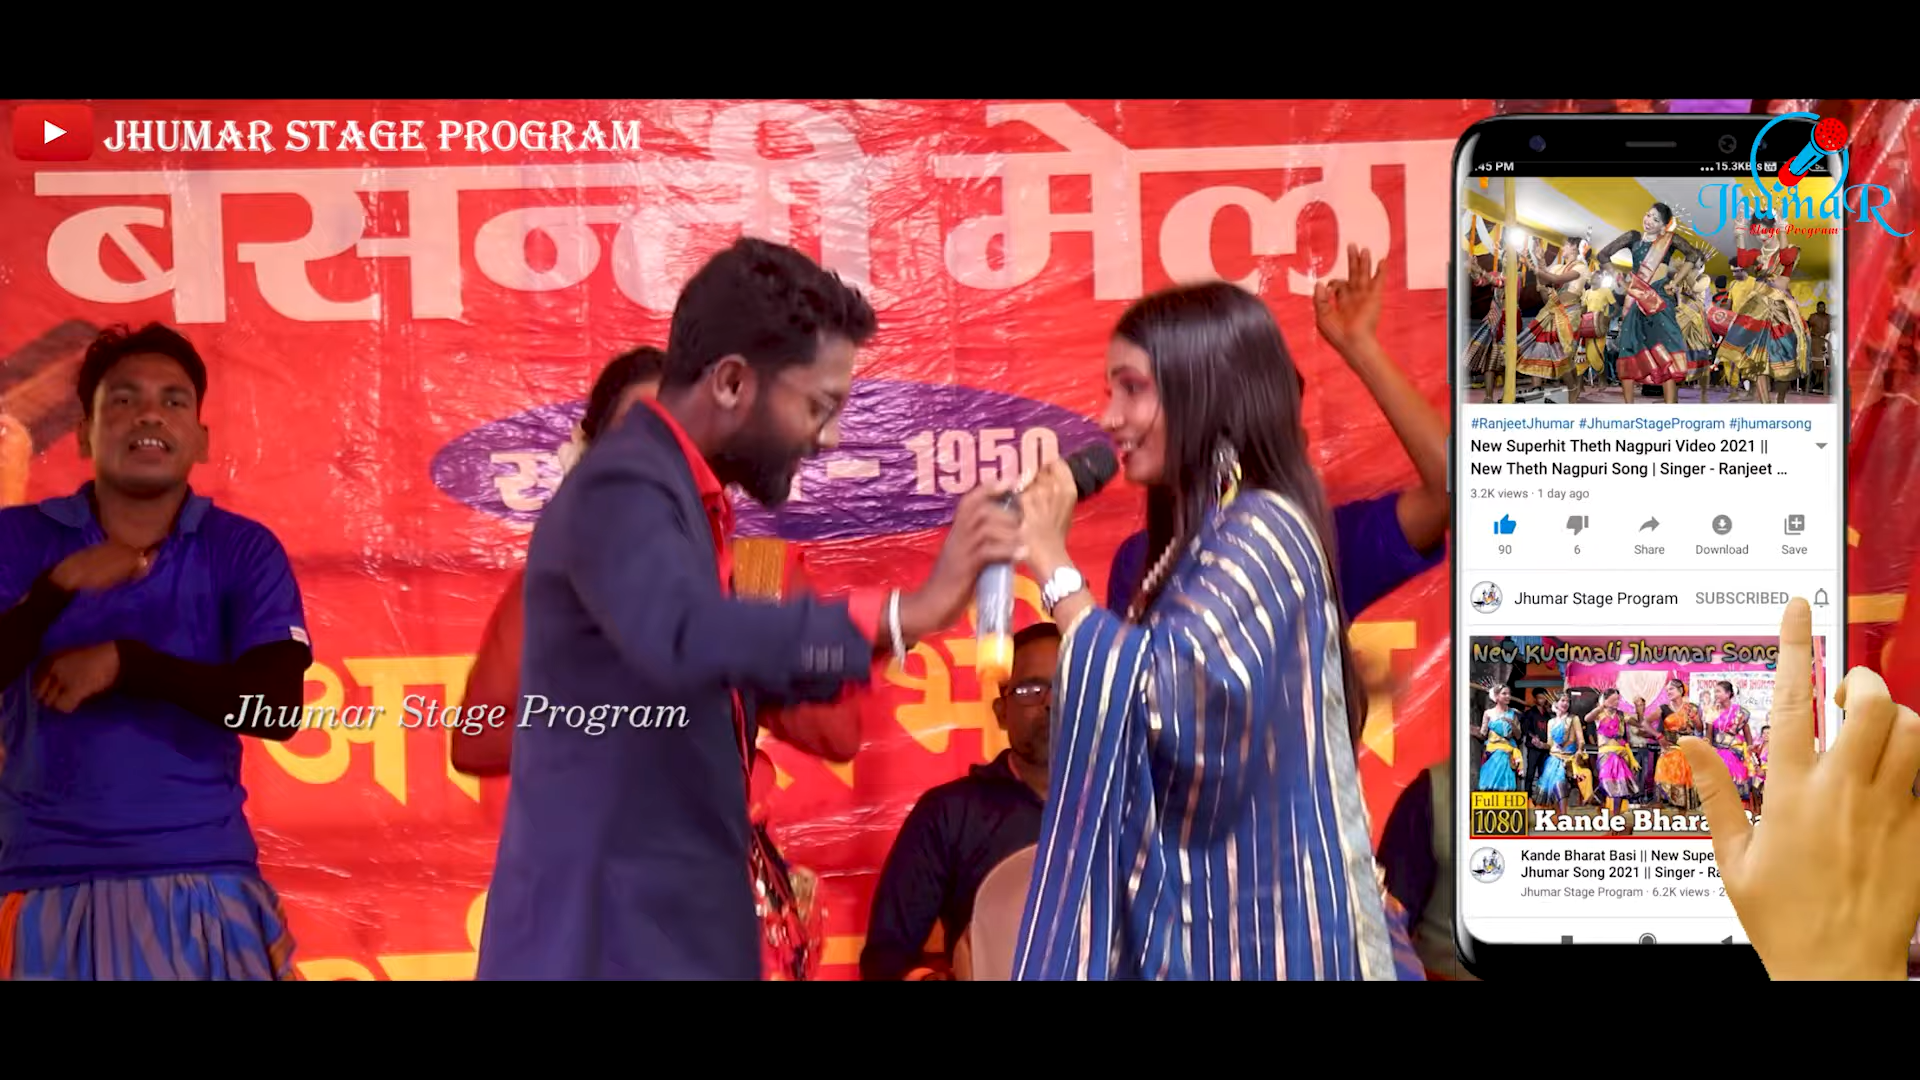 JHUMAR STAGE PROGRAM
बसन्ती मेला
1950
Jhumar Stage Program
JhumaR
Stage Program
:45 PM
...15.3KB/s
#RanjeetJhumar #JhumarStageProgram #jhumarsong
New Superhit Theth Nagpuri Video 2021 ||
New Theth Nagpuri Song | Singer - Ranjeet ...
3.2K views · 1 day ago
90
6
Share
Download
Save
Jhumar Stage Program SUBSCRIBED
New Kudmali Jhumar Song
Full HD
1080
Kande Bhara
Kande Bharat Basi || New Supe
Jhumar Song 2021 || Singer - Ra
Jhumar Stage Program · 6.2K views · 2